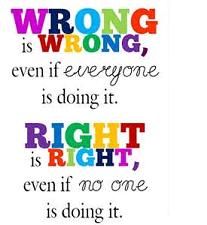 WRONG
is WRONG,
even if everyone
is doing it.
RIGHT
is RIGHT,
even if no one
is doing it.